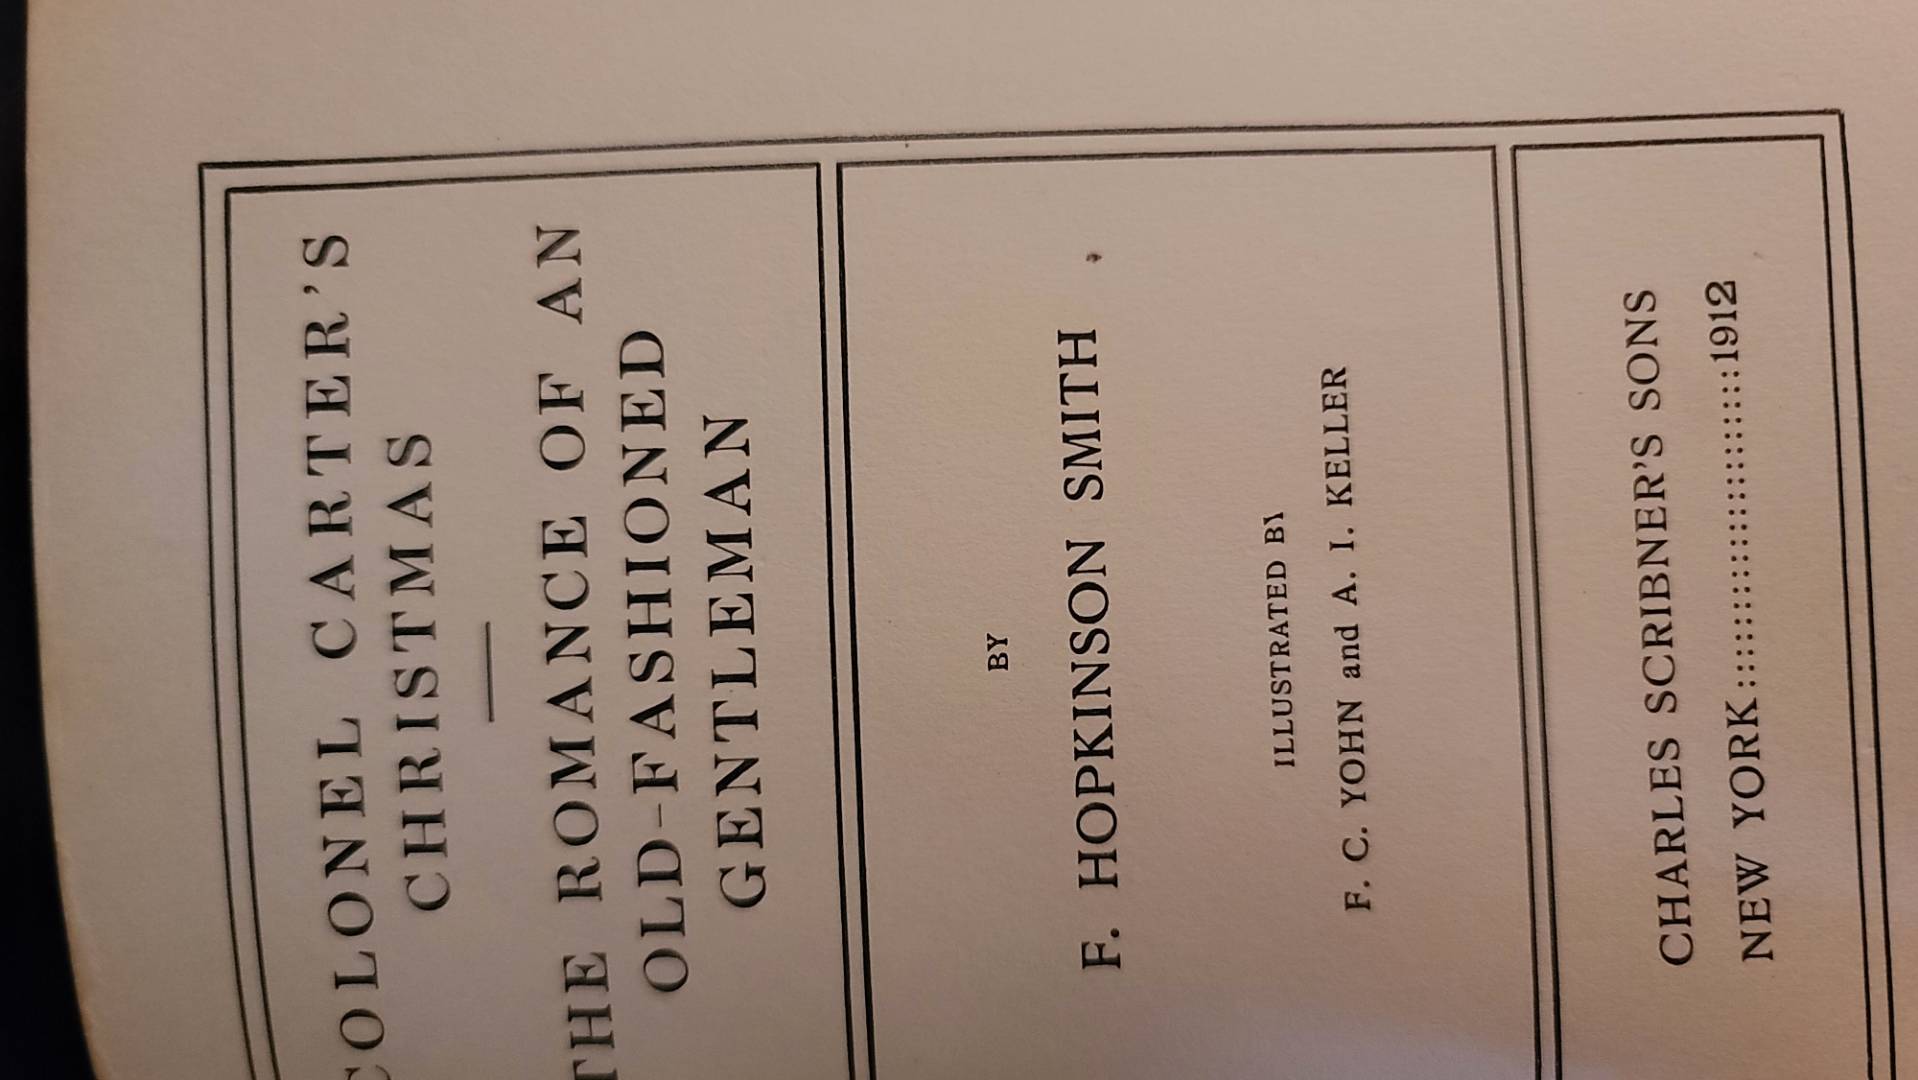 COLONEL CARTER'S
CHRISTMAS
THE ROMANCE OF AN
OLD-FASHIONED
GENTLEMAN
BY
F. HOPKINSON SMITH
ILLUSTRATED BY
F. C. YOHN and A. I. KELLER
CHARLES SCRIBNER'S SONS
NEW YORK::::::::::::::::::::::1912